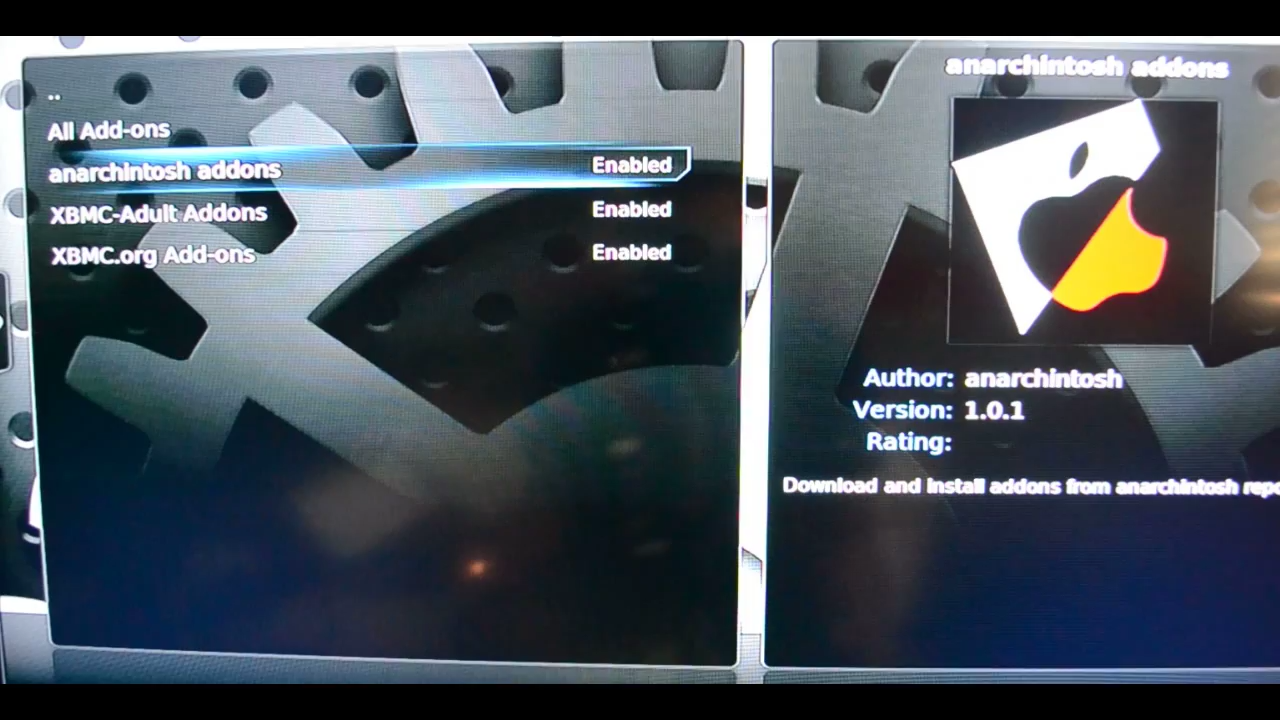 ..
All Add-ons
anarchintosh addons Enabled
XBMC-Adult Addons Enabled
XBMC.org Add-ons Enabled
anarchintosh addons
Author: anarchintosh
Version: 1.0.1
Rating:
Download and install addons from anarchintosh repo